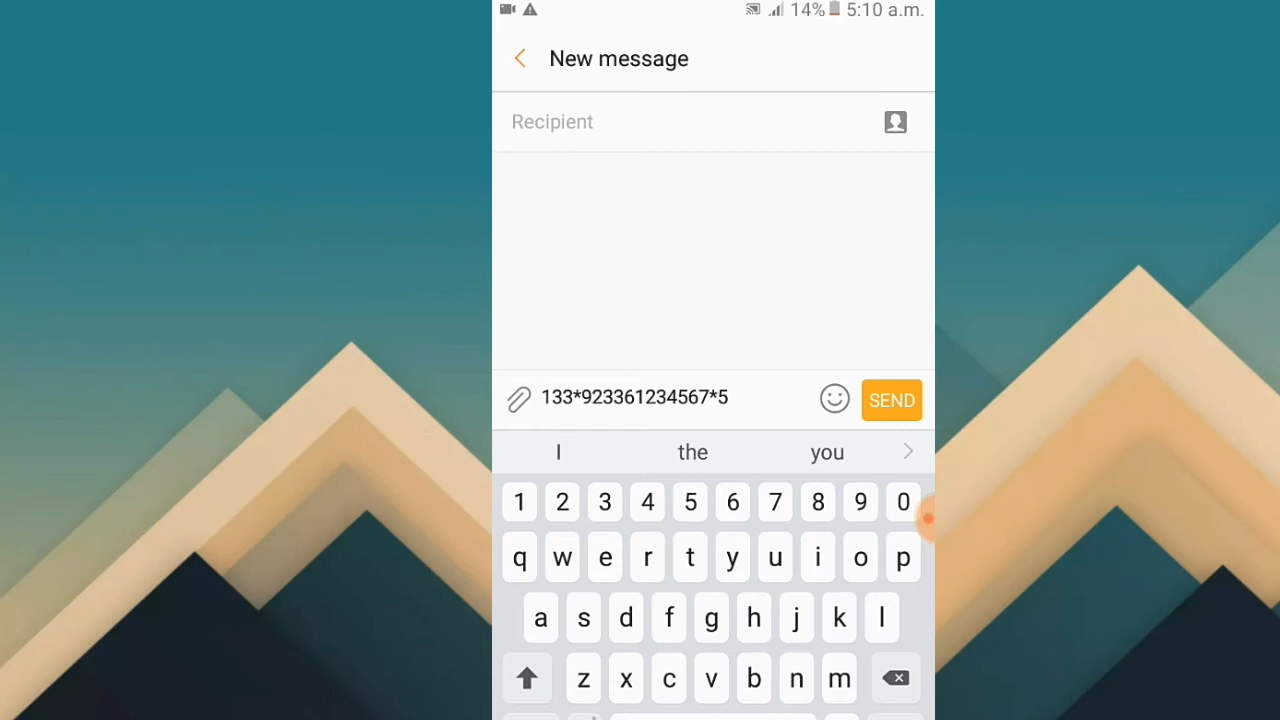 14% 5:10 a.m.
New message
Recipient
133*923361234567*5
SEND
I the you
1 2 3 4 5 6 7 8 9 0
q w e r t y u i o p
a s d f g h j k l
z x c v b n m